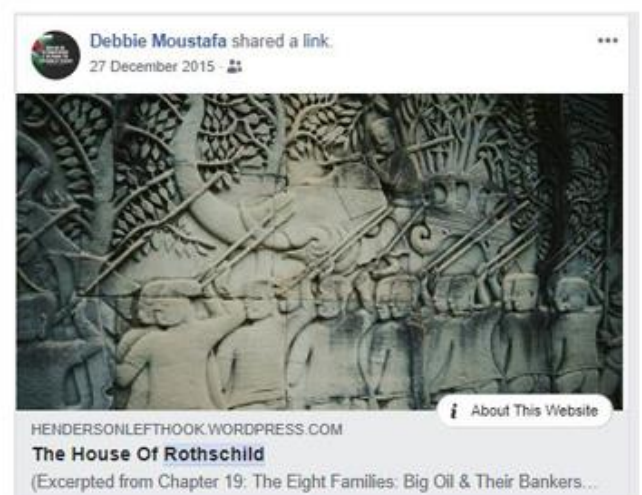 Debbie Moustafa shared a link.
27 December 2015
i About This Website
HENDERSONLEFTHOOK.WORDPRESS.COM
The House Of Rothschild
(Excerpted from Chapter 19: The Eight Families: Big Oil & Their Bankers...